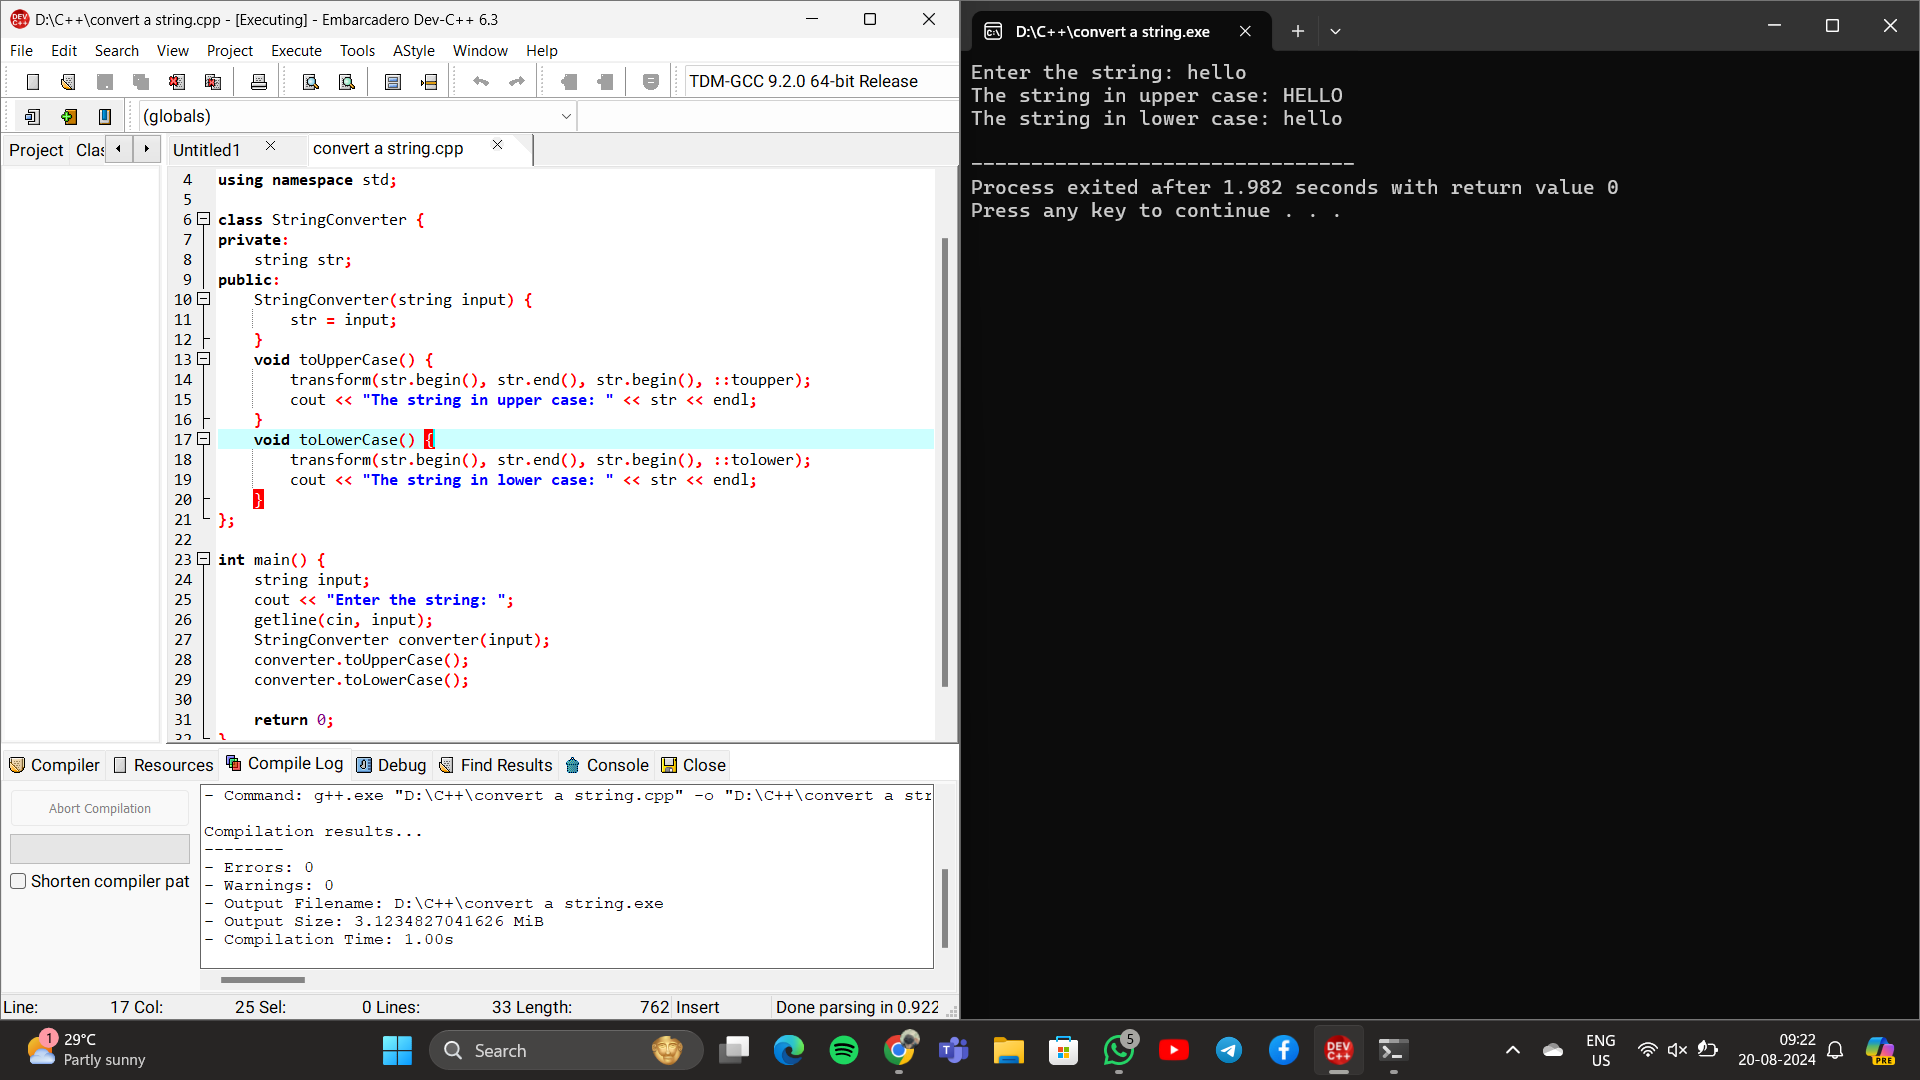 D:\C++\convert a string.cpp - [Executing] - Embarcadero Dev-C++ 6.3
File Edit Search View Project Execute Tools AStyle Window Help
TDM-GCC 9.2.0 64-bit Release
(globals)
Project Clas
Untitled1
convert a string.cpp
4 using namespace std;
5
6 class StringConverter {
7 private:
8 string str;
9 public:
10 StringConverter(string input) {
11 str = input;
12 }
13 void toUpperCase() {
14 transform(str.begin(), str.end(), str.begin(), ::toupper);
15 cout << "The string in upper case: " << str << endl;
16 }
17 void toLowerCase() {
18 transform(str.begin(), str.end(), str.begin(), ::tolower);
19 cout << "The string in lower case: " << str << endl;
20 }
21 };
22
23 int main() {
24 string input;
25 cout << "Enter the string: ";
26 getline(cin, input);
27 StringConverter converter(input);
28 converter.toUpperCase();
29 converter.toLowerCase();
30
31 return 0;
32 }
Compiler Resources Compile Log Debug Find Results Console Close
Abort Compilation
Shorten compiler pat
- Command: g++.exe "D:\C++\convert a string.cpp" -o "D:\C++\convert a str
Compilation results...
--------
- Errors: 0
- Warnings: 0
- Output Filename: D:\C++\convert a string.exe
- Output Size: 3.1234827041626 MiB
- Compilation Time: 1.00s
Line: 17 Col: 25 Sel: 0 Lines: 33 Length: 762 Insert Done parsing in 0.922
D:\C++\convert a string.exe
Enter the string: hello
The string in upper case: HELLO
The string in lower case: hello
--------------------------------
Process exited after 1.982 seconds with return value 0
Press any key to continue . . .
1
29°C
Partly sunny
Search
5
DEV
C++
ENG
US
09:22
20-08-2024
PRE